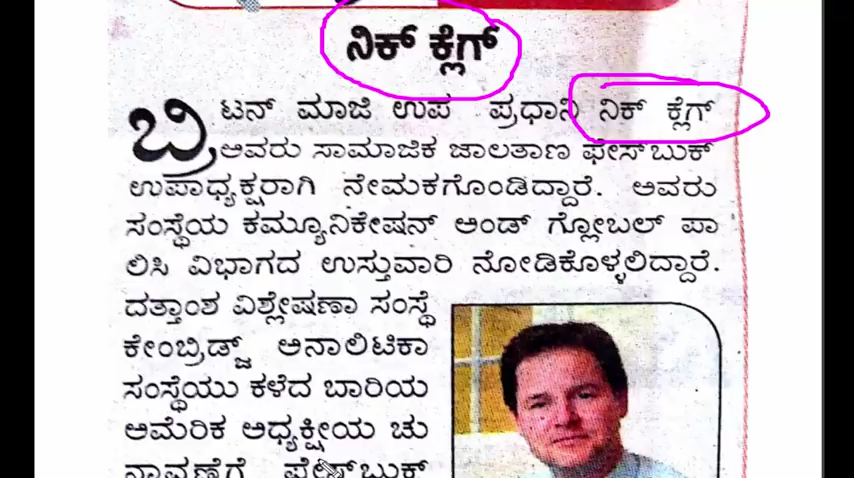 ನಿಕ್ ಕ್ಲೆಗ್
ಬ್ರಿಟನ್ ಮಾಜಿ ಉಪ ಪ್ರಧಾನಿ ನಿಕ್ ಕ್ಲೆಗ್
ಅವರು ಸಾಮಾಜಿಕ ಜಾಲತಾಣ ಫೇಸ್‌ಬುಕ್
ಉಪಾಧ್ಯಕ್ಷರಾಗಿ ನೇಮಕಗೊಂಡಿದ್ದಾರೆ. ಅವರು
ಸಂಸ್ಥೆಯ ಕಮ್ಯೂನಿಕೇಷನ್ ಅಂಡ್ ಗ್ಲೋಬಲ್ ಪಾ
ಲಿಸಿ ವಿಭಾಗದ ಉಸ್ತುವಾರಿ ನೋಡಿಕೊಳ್ಳಲಿದ್ದಾರೆ.
ದತ್ತಾಂಶ ವಿಶ್ಲೇಷಣಾ ಸಂಸ್ಥೆ
ಕೇಂಬ್ರಿಡ್ಜ್ ಅನಾಲಿಟಿಕಾ
ಸಂಸ್ಥೆಯು ಕಳೆದ ಬಾರಿಯ
ಅಮೆರಿಕ ಅಧ್ಯಕ್ಷೀಯ ಚು
ನಾವಣೆಗೆ ಫೇಸ್‌ಬುಕ್